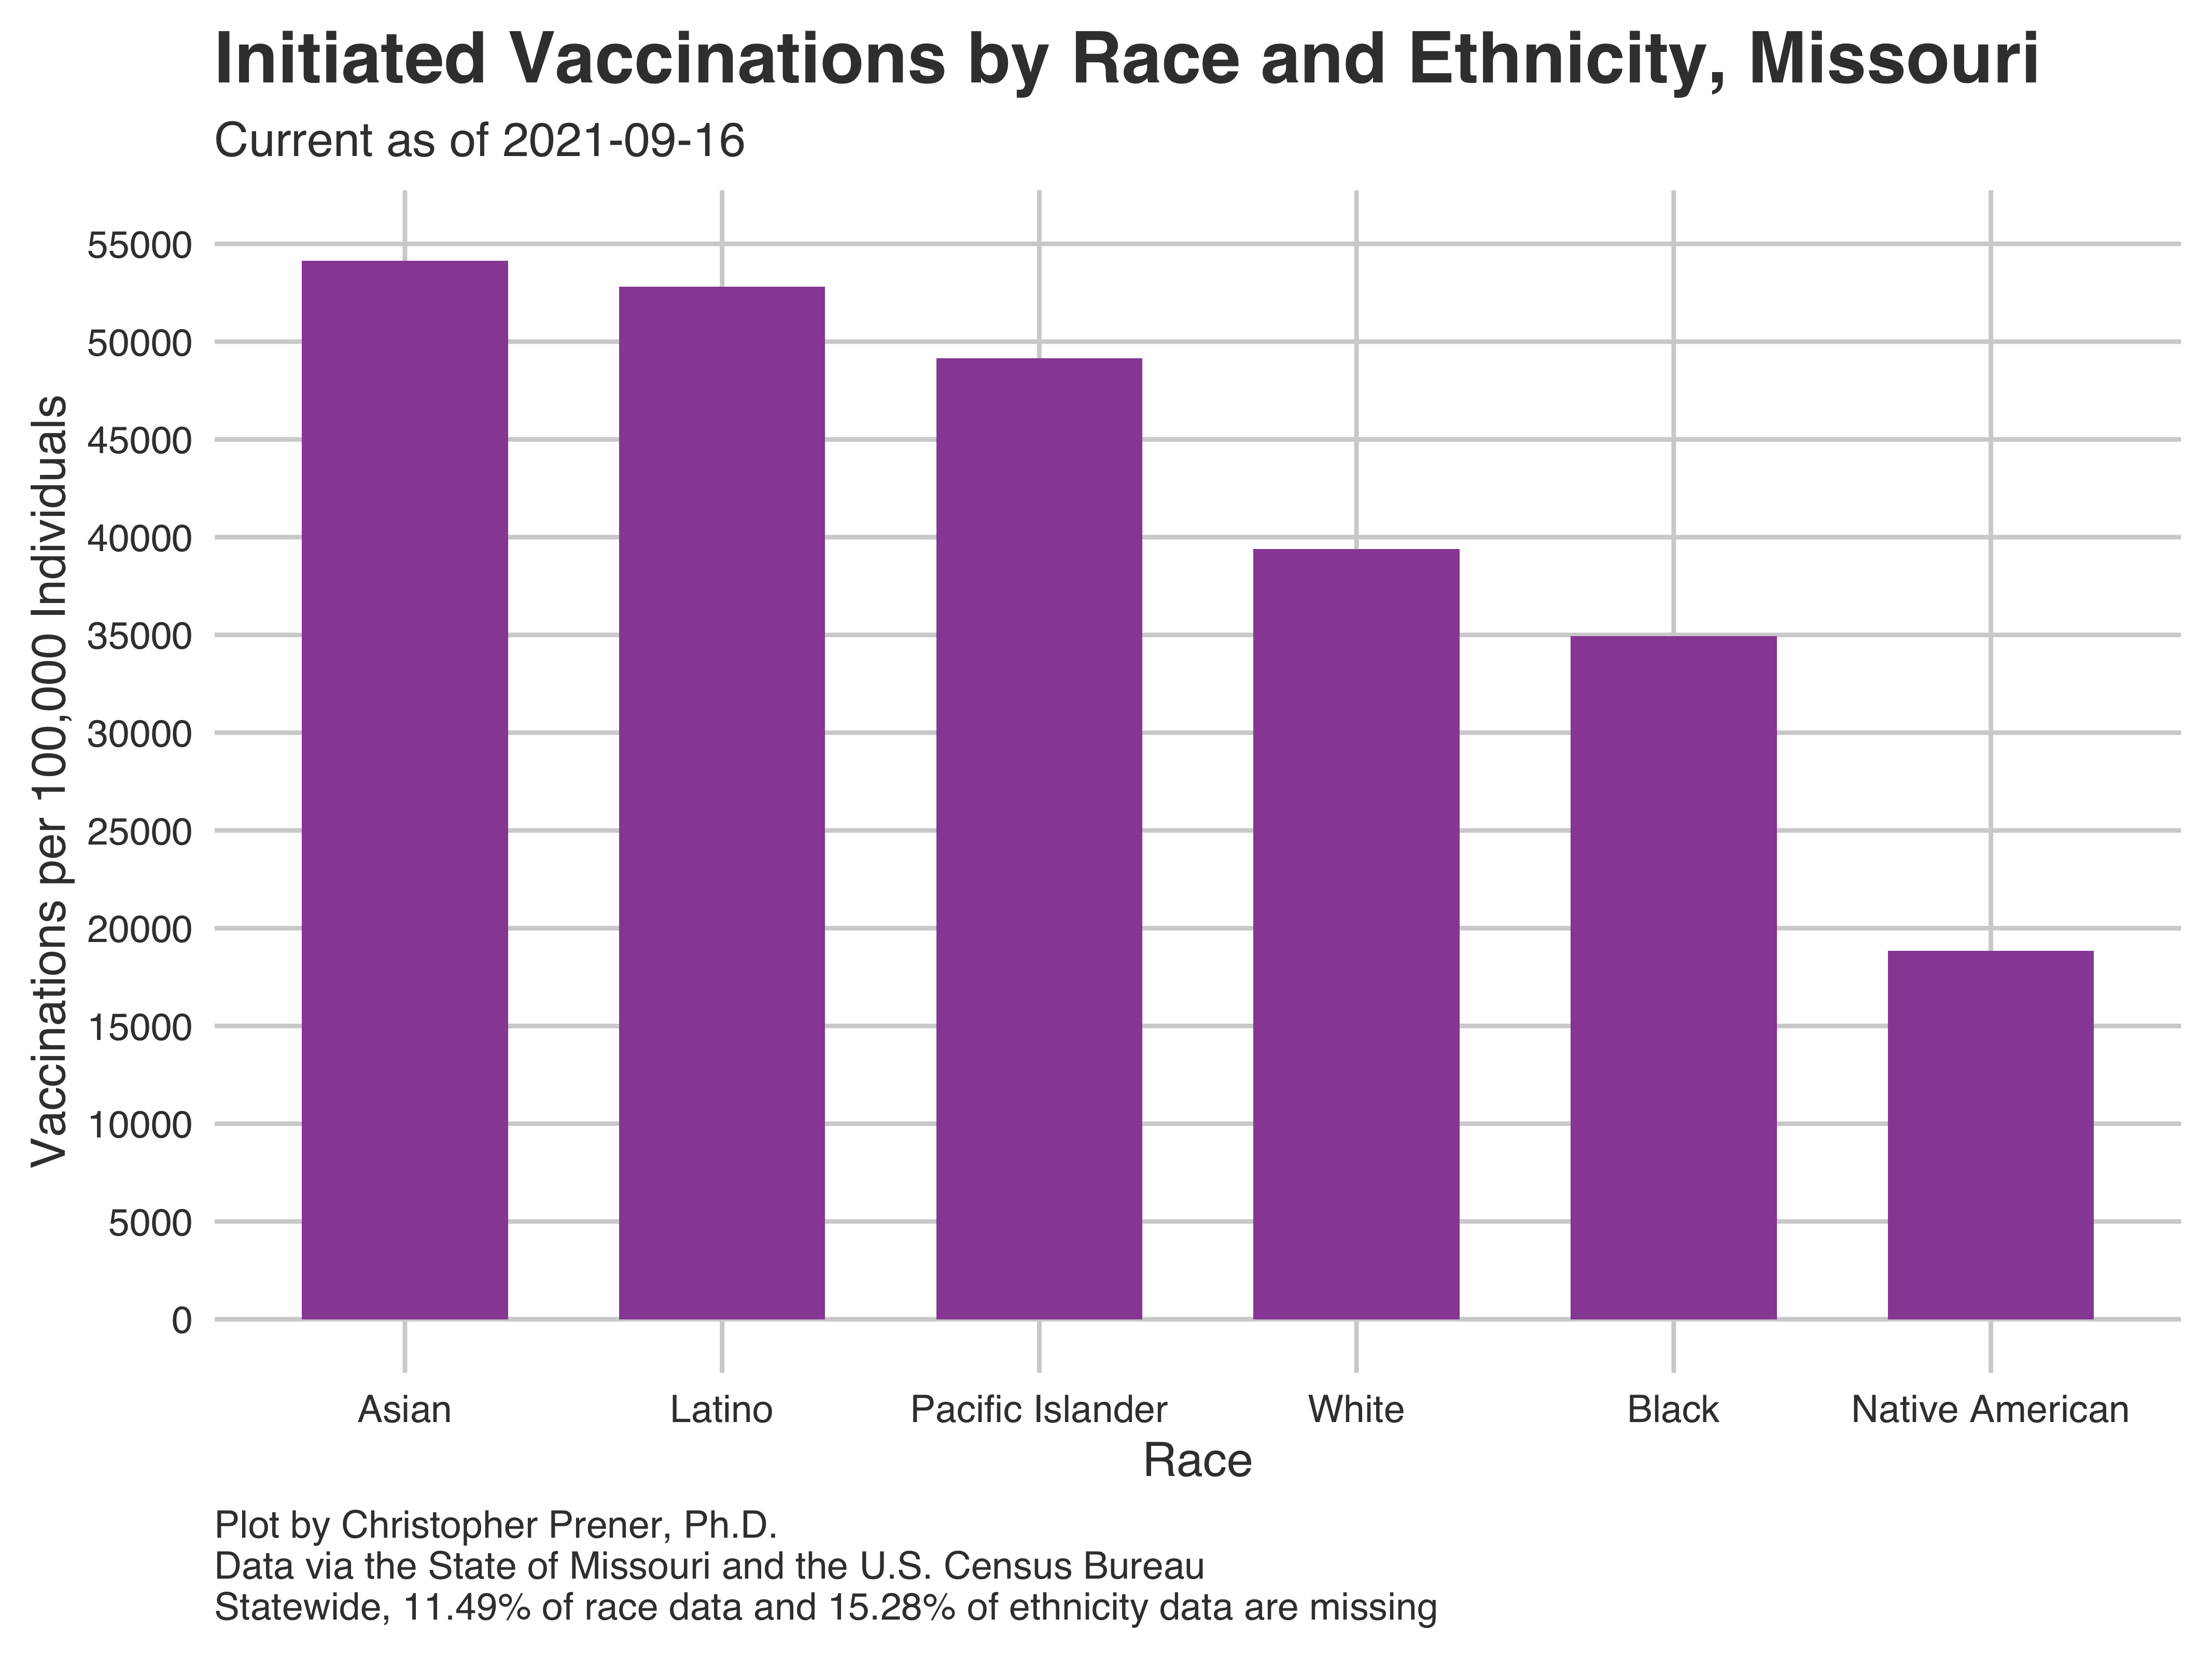 Initiated Vaccinations by Race and Ethnicity, Missouri
Current as of 2021-09-16
Vaccinations per 100,000 Individuals
55000
50000
45000
40000
35000
30000
25000
20000
15000
10000
5000
0
Asian
Latino
Pacific Islander
White
Black
Native American
Race
Plot by Christopher Prener, Ph.D.
Data via the State of Missouri and the U.S. Census Bureau
Statewide, 11.49% of race data and 15.28% of ethnicity data are missing